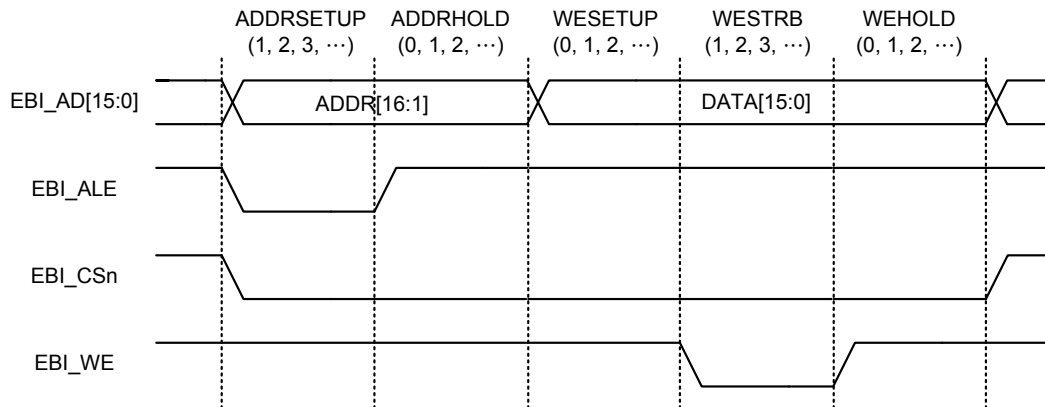 ADDRSETUP ADDRHOLD WESETUP WESTRB WEHOLD
(1, 2, 3, ⋯) (0, 1, 2, ⋯) (0, 1, 2, ⋯) (1, 2, 3, ⋯) (0, 1, 2, ⋯)
EBI_AD[15:0] ADDR[16:1] DATA[15:0]
EBI_ALE
EBI_CSn
EBI_WE